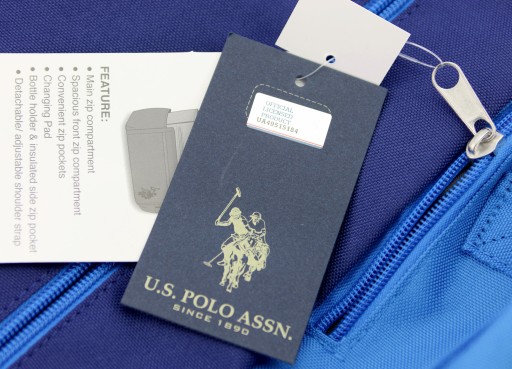 FEATURE:
• Main zip compartment
• Spacious front zip compartment
• Convenient zip pockets
• Changing Pad
• Bottle holder & insulated side zip pocket
• Detachable/ adjustable shoulder strap
OFFICIAL
LICENSED
PRODUCT
UA49515184
U.S. POLO ASSN.
SINCE 1890